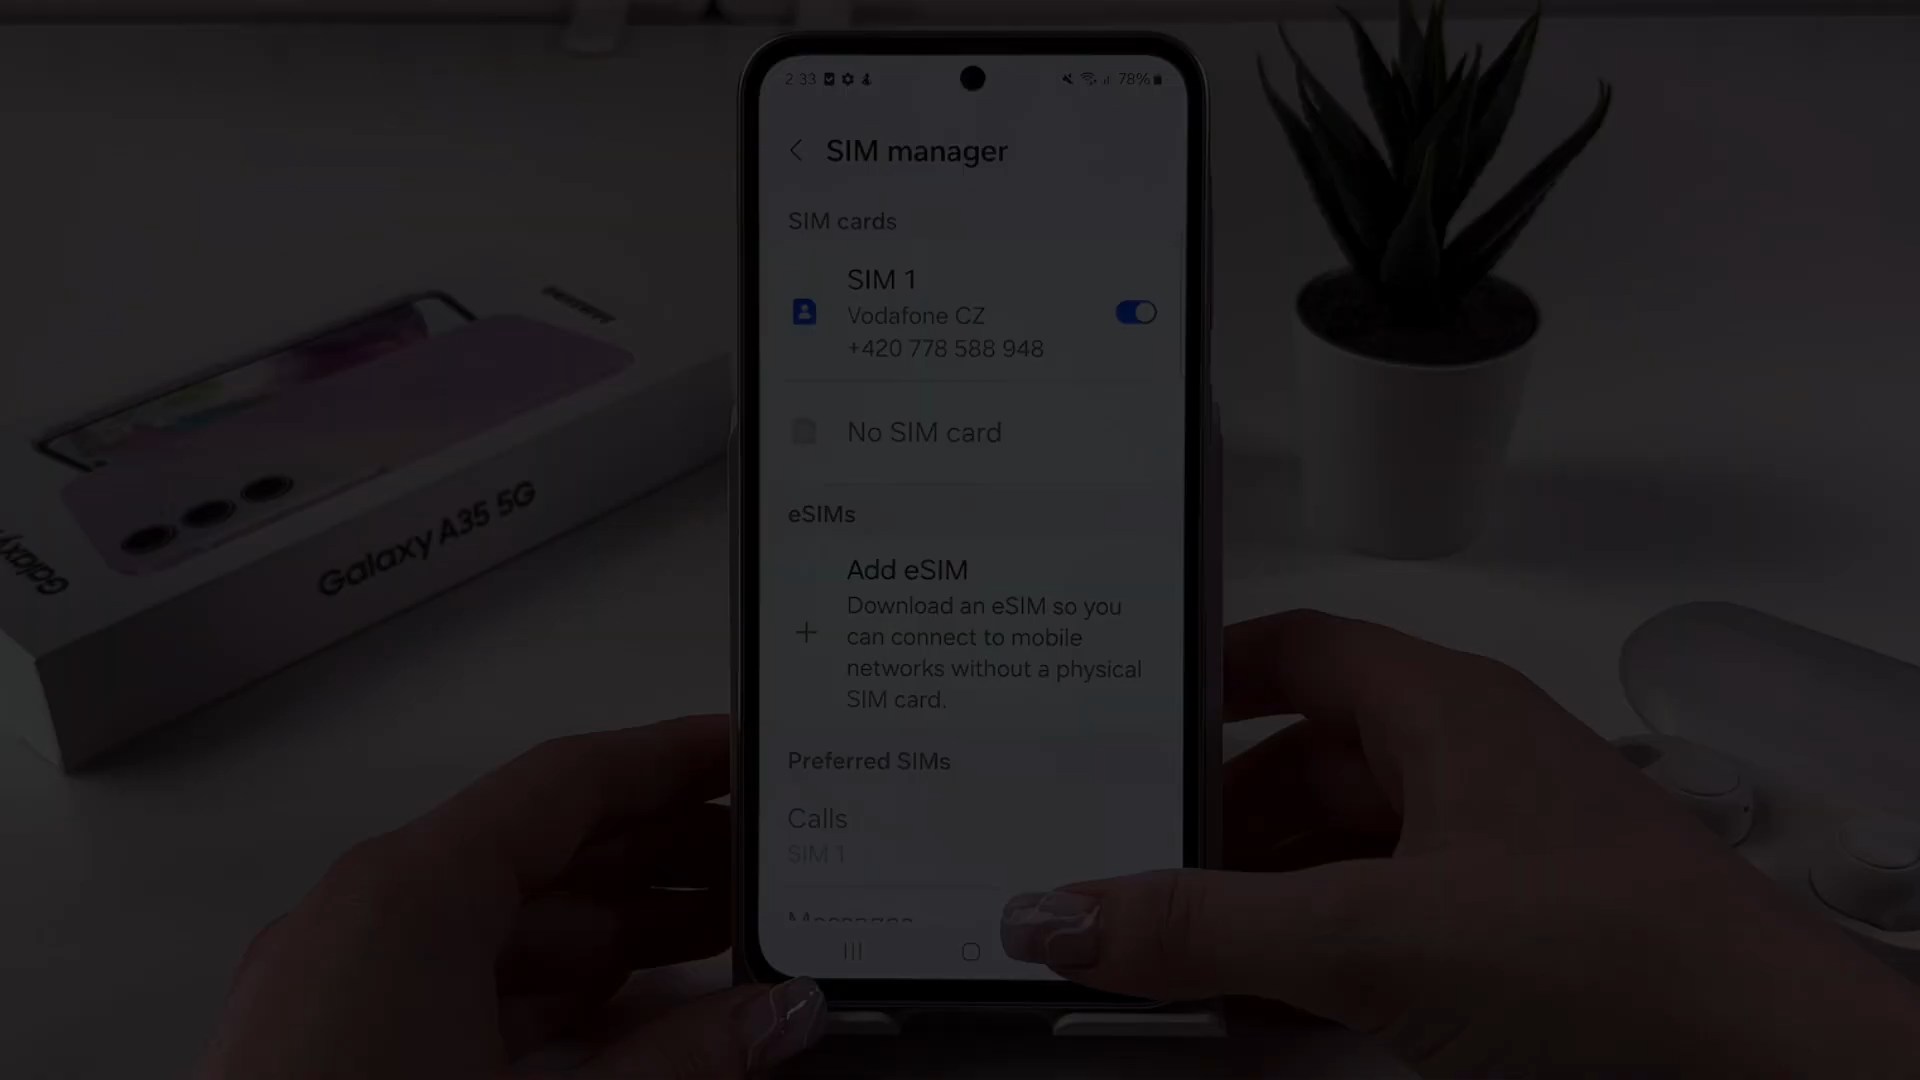 2:33
78%
SIM manager
SIM cards
SIM 1
Vodafone CZ
+420 778 588 948
No SIM card
eSIMs
Add eSIM
Download an eSIM so you
can connect to mobile
networks without a physical
SIM card.
Preferred SIMs
Calls
SIM 1
Messages
Galaxy A35 5G
Galaxy